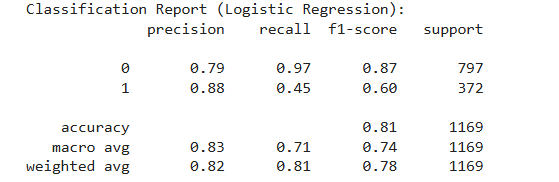 Classification Report (Logistic Regression):
precision recall f1-score support
0 0.79 0.97 0.87 797
1 0.88 0.45 0.60 372
accuracy 0.81 1169
macro avg 0.83 0.71 0.74 1169
weighted avg 0.82 0.81 0.78 1169